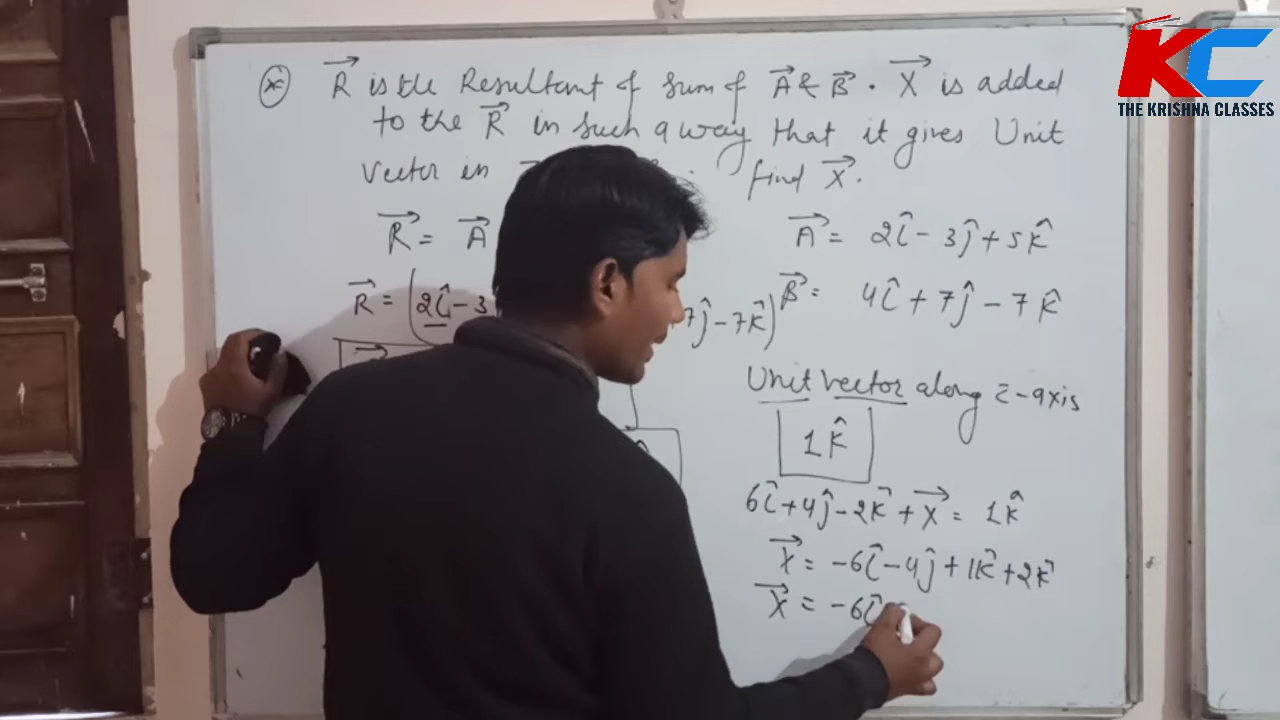 KC
THE KRISHNA CLASSES
R⃗ is the Resultant of sum of A⃗ & B⃗ . X⃗ is added
to the R⃗ in such a way that it gives Unit
vector in find X⃗.
R⃗ = A⃗
A⃗ = 2î - 3ĵ + 5k̂
R⃗ = (2î - 3 7ĵ - 7k̂)
B⃗ = 4î + 7ĵ - 7k̂
Unit vector along z-axis
1k̂
6î + 4ĵ - 2k̂ + X⃗ = 1k̂
X⃗ = -6î - 4ĵ + 1k̂ + 2k̂
X⃗ = -6î